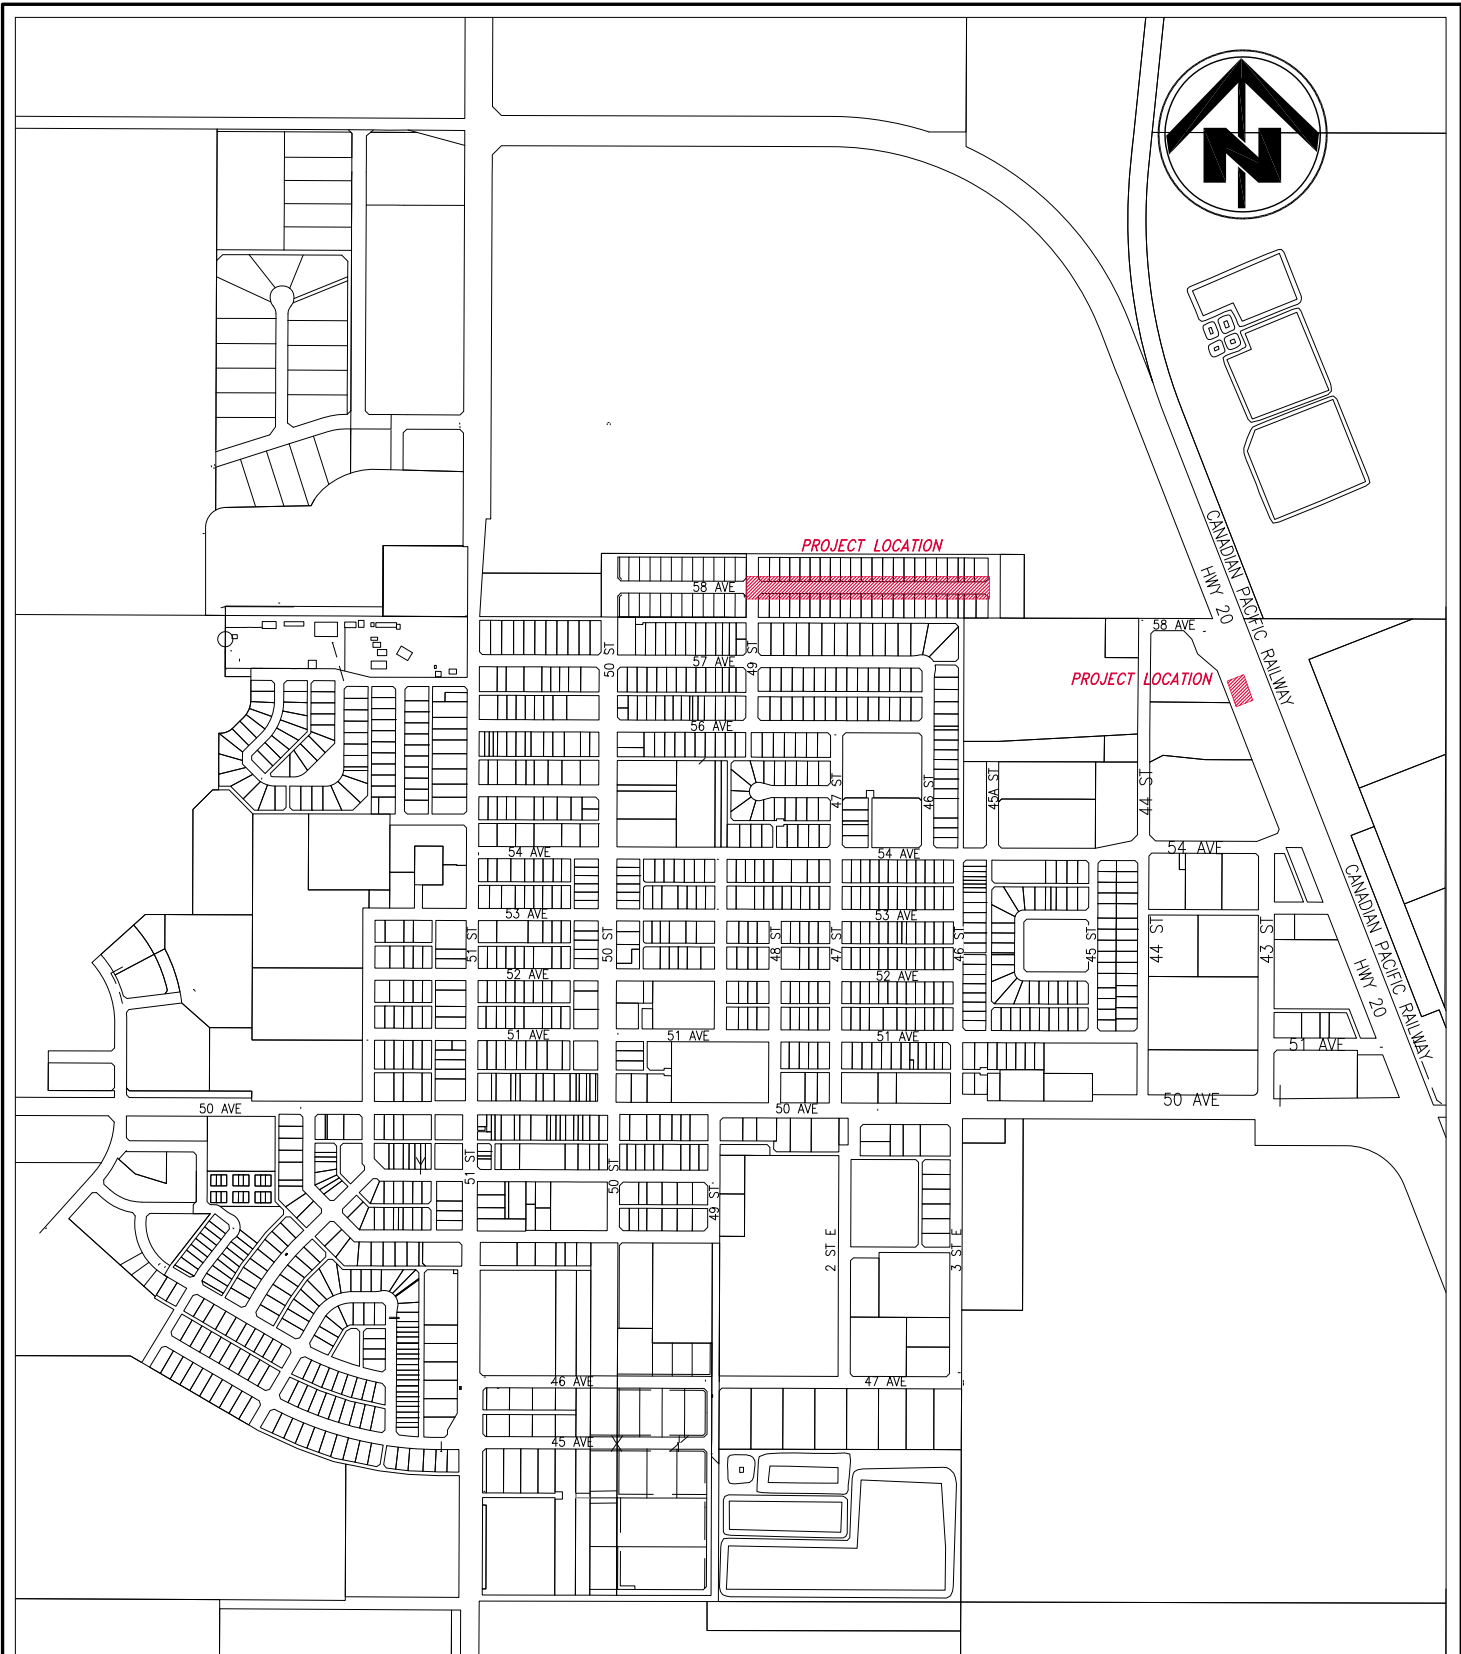 N
PROJECT LOCATION
CANADIAN PACIFIC RAILWAY
HWY 20
58 AVE
58 AVE
50 ST
49 ST
57 AVE
PROJECT LOCATION
56 AVE
47 ST
46 ST
45A ST
44 ST
54 AVE
54 AVE
54 AVE
CANADIAN PACIFIC RAILWAY
HWY 20
53 AVE
53 AVE
51 ST
50 ST
48 ST
47 ST
46 ST
45 ST
44 ST
43 ST
52 AVE
52 AVE
51 AVE
51 AVE
51 AVE
51 AVE
50 AVE
50 AVE
50 AVE
51 ST
50 ST
49 ST
2 ST E
3 ST E
46 AVE
47 AVE
45 AVE